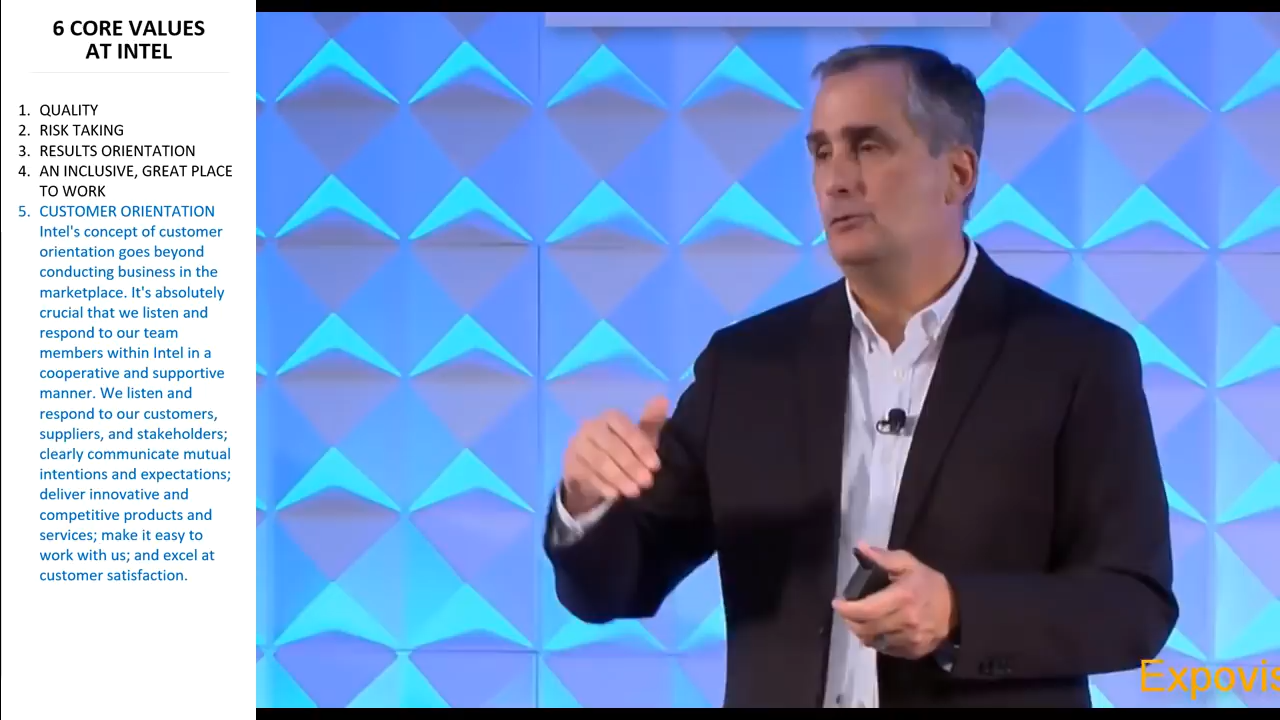 6 CORE VALUES
AT INTEL
1. QUALITY
2. RISK TAKING
3. RESULTS ORIENTATION
4. AN INCLUSIVE, GREAT PLACE
TO WORK
5. CUSTOMER ORIENTATION
Intel's concept of customer
orientation goes beyond
conducting business in the
marketplace. It's absolutely
crucial that we listen and
respond to our team
members within Intel in a
cooperative and supportive
manner. We listen and
respond to our customers,
suppliers, and stakeholders;
clearly communicate mutual
intentions and expectations;
deliver innovative and
competitive products and
services; make it easy to
work with us; and excel at
customer satisfaction.
Expovis